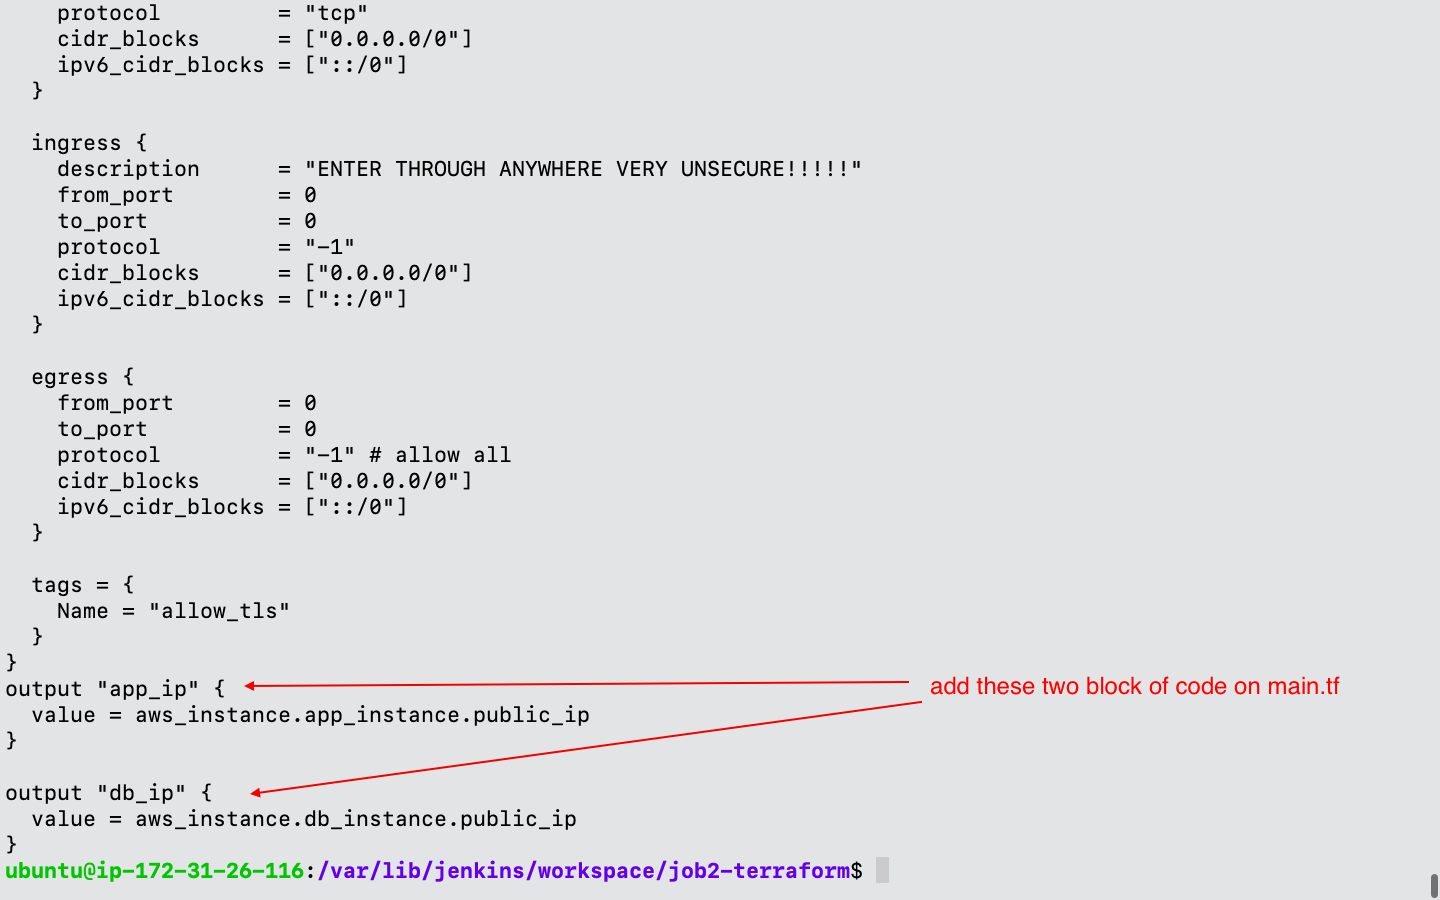 protocol         = "tcp"
    cidr_blocks      = ["0.0.0.0/0"]
    ipv6_cidr_blocks = ["::/0"]
  }

  ingress {
    description      = "ENTER THROUGH ANYWHERE VERY UNSECURE!!!!!"
    from_port        = 0
    to_port          = 0
    protocol         = "-1"
    cidr_blocks      = ["0.0.0.0/0"]
    ipv6_cidr_blocks = ["::/0"]
  }

  egress {
    from_port        = 0
    to_port          = 0
    protocol         = "-1" # allow all
    cidr_blocks      = ["0.0.0.0/0"]
    ipv6_cidr_blocks = ["::/0"]
  }

  tags = {
    Name = "allow_tls"
  }
}
output "app_ip" {
add these two block of code on main.tf
  value = aws_instance.app_instance.public_ip
}

output "db_ip" {
  value = aws_instance.db_instance.public_ip
}
ubuntu@ip-172-31-26-116:/var/lib/jenkins/workspace/job2-terraform$